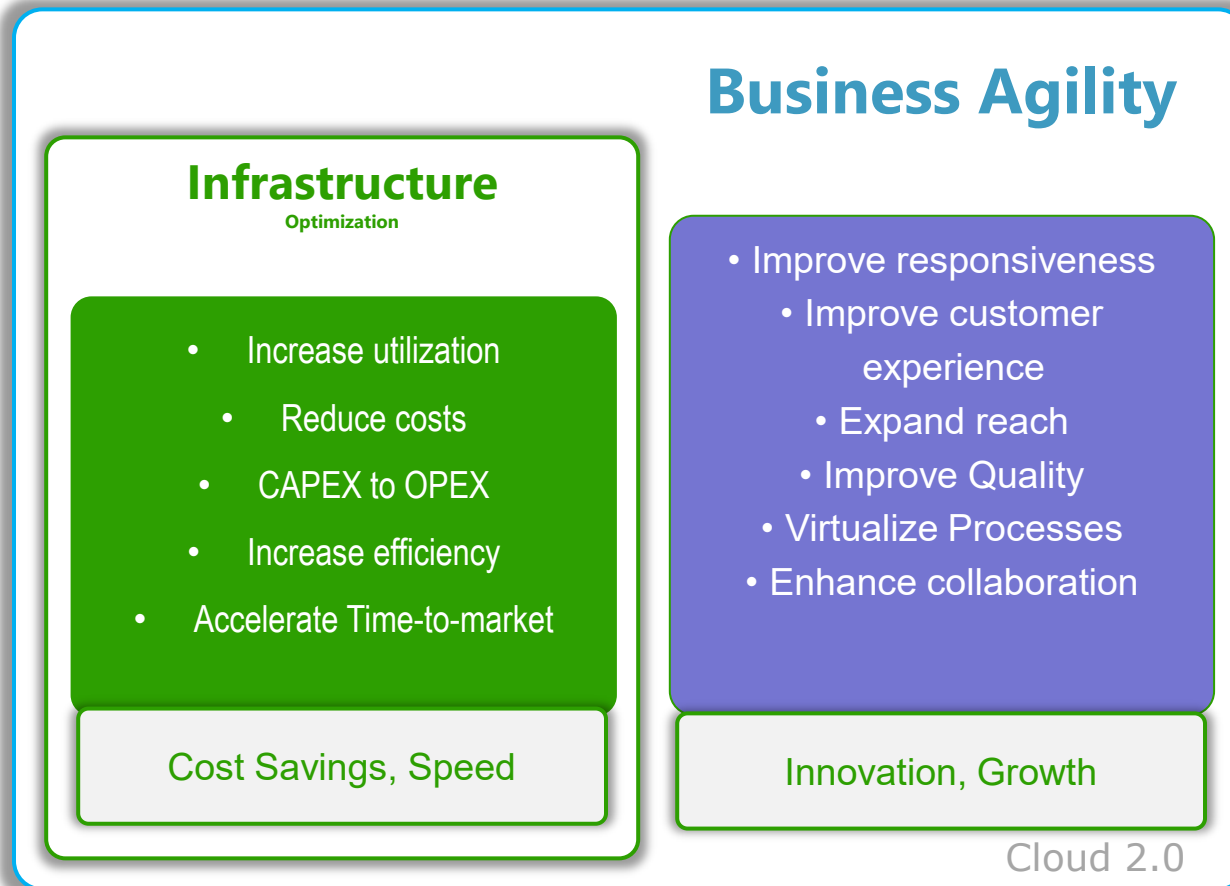 Business Agility
Infrastructure
Optimization
• Increase utilization
• Reduce costs
• CAPEX to OPEX
• Increase efficiency
• Accelerate Time-to-market
Cost Savings, Speed
• Improve responsiveness
• Improve customer
experience
• Expand reach
• Improve Quality
• Virtualize Processes
• Enhance collaboration
Innovation, Growth
Cloud 2.0